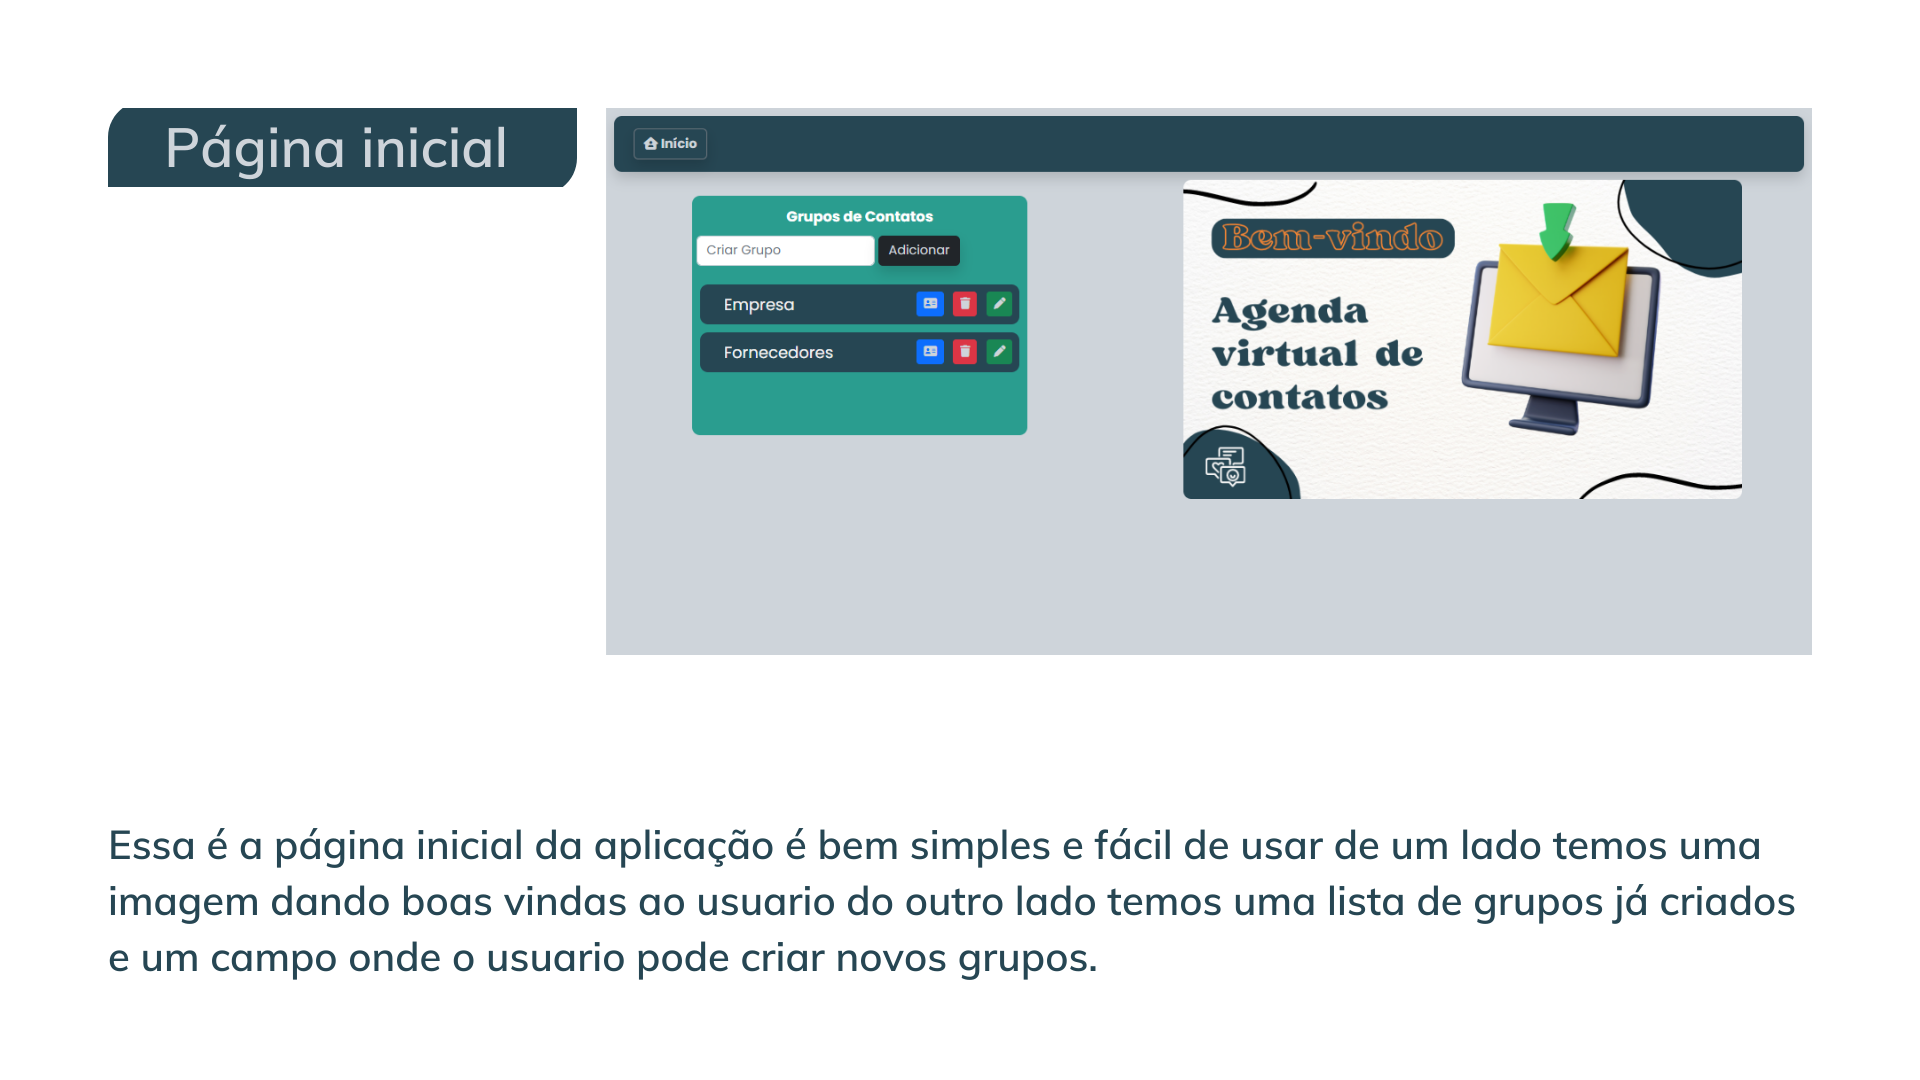 Página inicial
Início
Grupos de Contatos
Criar Grupo
Adicionar
Empresa
Fornecedores
Bem-vindo
Agenda
virtual de
contatos
Essa é a página inicial da aplicação é bem simples e fácil de usar de um lado temos uma
imagem dando boas vindas ao usuario do outro lado temos uma lista de grupos já criados
e um campo onde o usuario pode criar novos grupos.